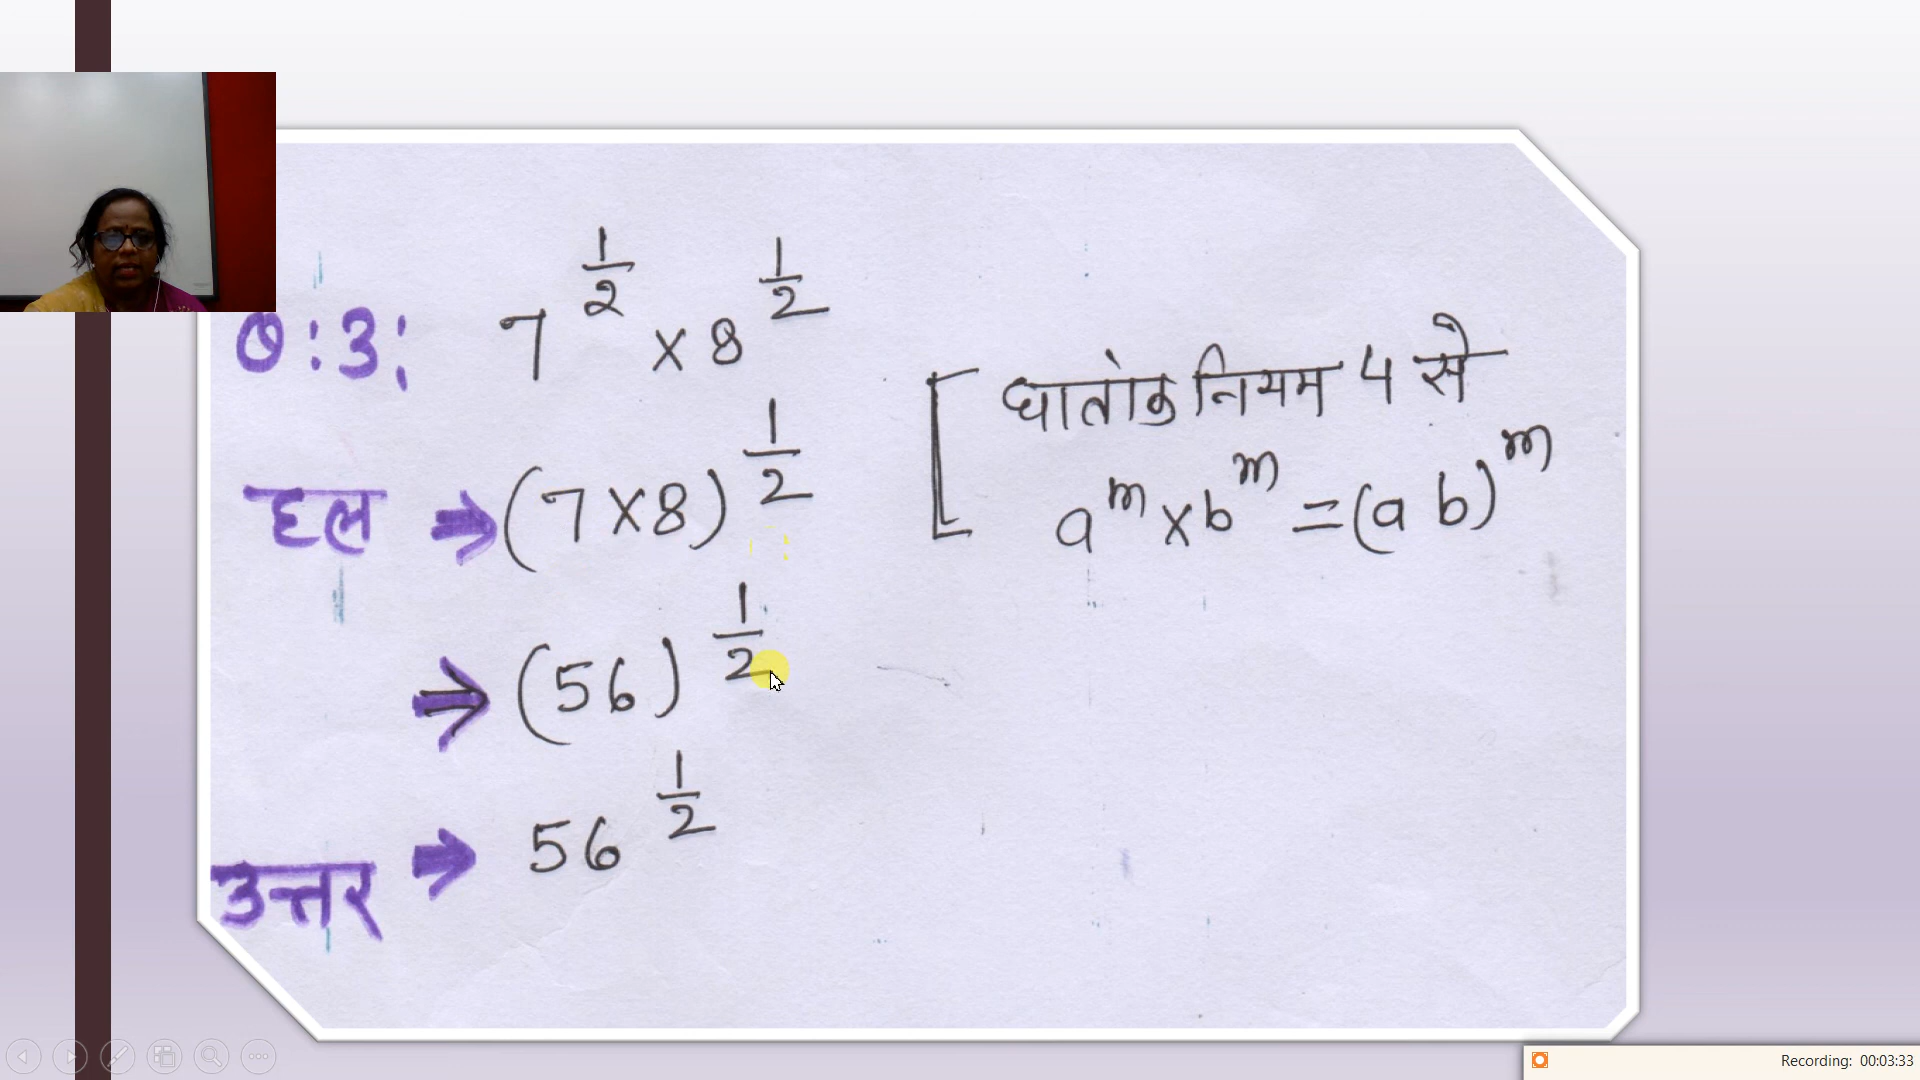 Q:3: 7^1/2 × 8^1/2
[ घातांक नियम 4 से
a^m × b^m = (a b)^m
हल ⇒ (7×8)^1/2
⇒ (56)^1/2
उत्तर ⇒ 56^1/2
Recording: 00:03:33